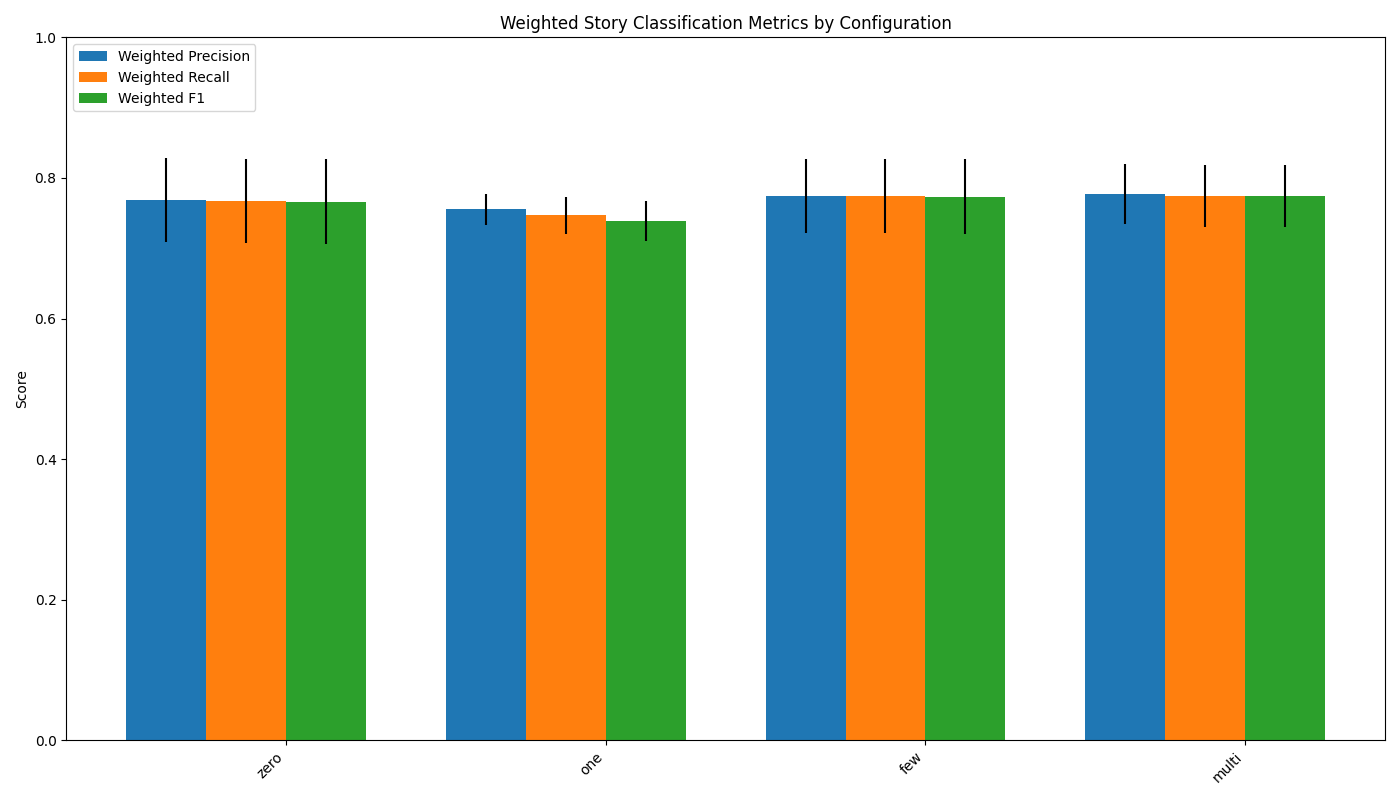 Weighted Story Classification Metrics by Configuration
Weighted Precision
Weighted Recall
Weighted F1
1.0
0.8
0.6
0.4
0.2
0.0
Score
zero
one
few
multi